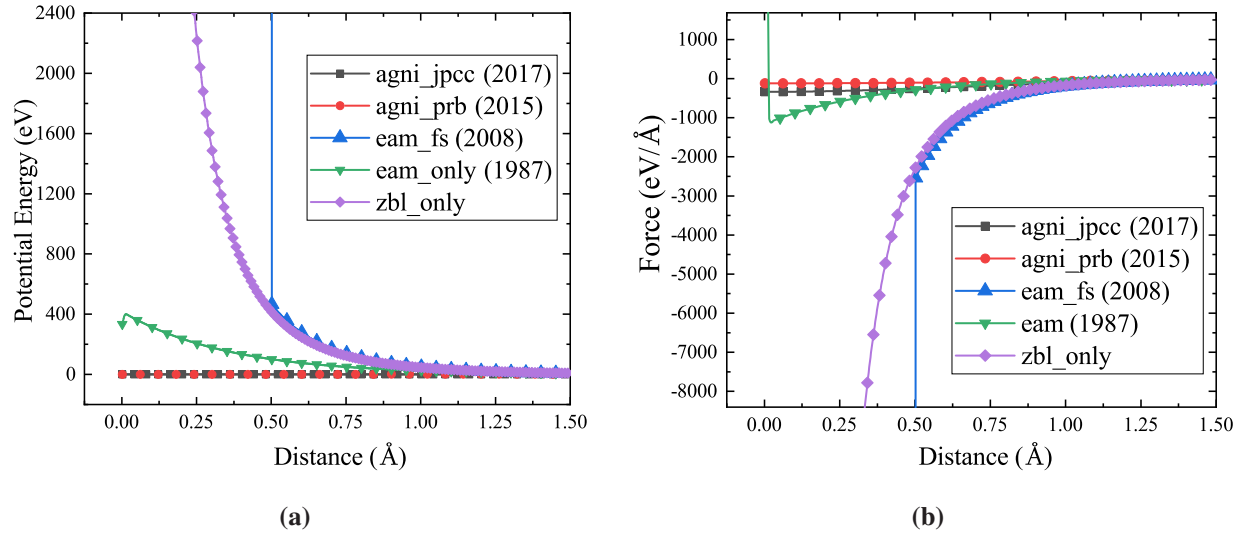 2400
2000
1600
1200
800
400
0
Potential Energy (eV)
agni_jpcc (2017)
agni_prb (2015)
eam_fs (2008)
eam_only (1987)
zbl_only
0.00 0.25 0.50 0.75 1.00 1.25 1.50
Distance (Å)
(a)
1000
0
-1000
-2000
-3000
-4000
-5000
-6000
-7000
-8000
Force (eV/Å)
agni_jpcc (2017)
agni_prb (2015)
eam_fs (2008)
eam (1987)
zbl_only
0.00 0.25 0.50 0.75 1.00 1.25 1.50
Distance (Å)
(b)